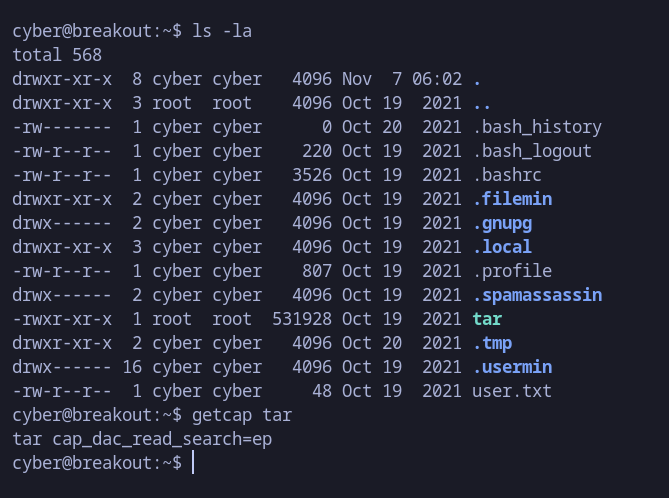 cyber@breakout:~$ ls -la
total 568
drwxr-xr-x  8 cyber cyber   4096 Nov  7 06:02 .
drwxr-xr-x  3 root  root    4096 Oct 19  2021 ..
-rw-------  1 cyber cyber      0 Oct 20  2021 .bash_history
-rw-r--r--  1 cyber cyber    220 Oct 19  2021 .bash_logout
-rw-r--r--  1 cyber cyber   3526 Oct 19  2021 .bashrc
drwxr-xr-x  2 cyber cyber   4096 Oct 19  2021 .filemin
drwx------  2 cyber cyber   4096 Oct 19  2021 .gnupg
drwxr-xr-x  3 cyber cyber   4096 Oct 19  2021 .local
-rw-r--r--  1 cyber cyber    807 Oct 19  2021 .profile
drwx------  2 cyber cyber   4096 Oct 19  2021 .spamassassin
-rwxr-xr-x  1 root  root  531928 Oct 19  2021 tar
drwxr-xr-x  2 cyber cyber   4096 Oct 20  2021 .tmp
drwx------ 16 cyber cyber   4096 Oct 19  2021 .usermin
-rw-r--r--  1 cyber cyber     48 Oct 19  2021 user.txt
cyber@breakout:~$ getcap tar
tar cap_dac_read_search=ep
cyber@breakout:~$